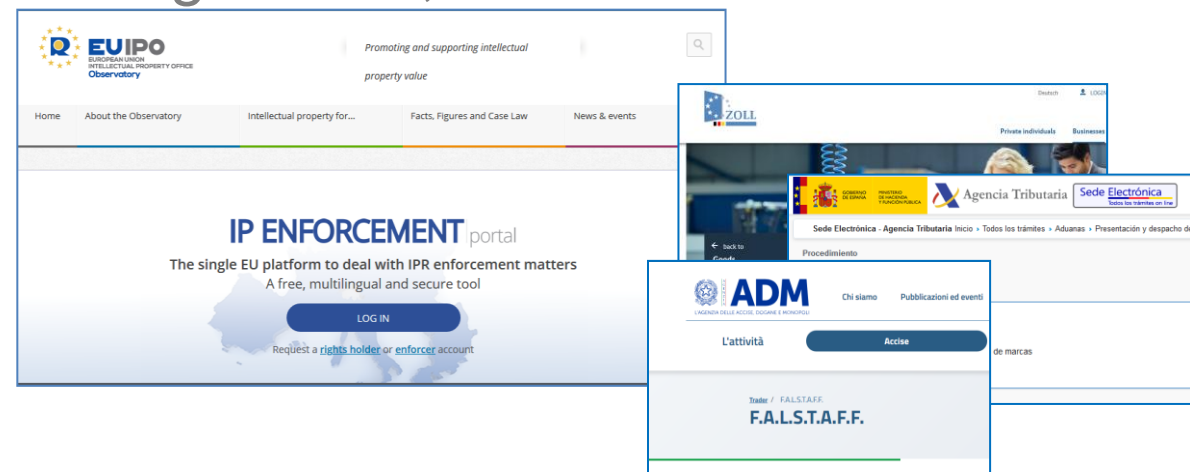 EUIPO
EUROPEAN UNION
INTELLECTUAL PROPERTY OFFICE
Observatory
Promoting and supporting intellectual
property value
Home About the Observatory Intellectual property for... Facts, Figures and Case Law News & events
IP ENFORCEMENT portal
The single EU platform to deal with IPR enforcement matters
A free, multilingual and secure tool
LOG IN
Request a rights holder or enforcer account
ZOLL
Deutsch LOGIN
Private individuals Businesses
← back to
Goods
GOBIERNO DE ESPAÑA
MINISTERIO DE HACIENDA Y FUNCIÓN PÚBLICA
Agencia Tributaria
Sede Electrónica
Todos los trámites on line
Sede Electrónica - Agencia Tributaria Inicio › Todos los trámites › Aduanas › Presentación y despacho de
Procedimiento
de marcas
ADM
L'AGENZIA DELLE ACCISE, DOGANE E MONOPOLI
Chi siamo Pubblicazioni ed eventi
L'attività Accise
Trader / F.A.L.S.T.A.F.F.
F.A.L.S.T.A.F.F.